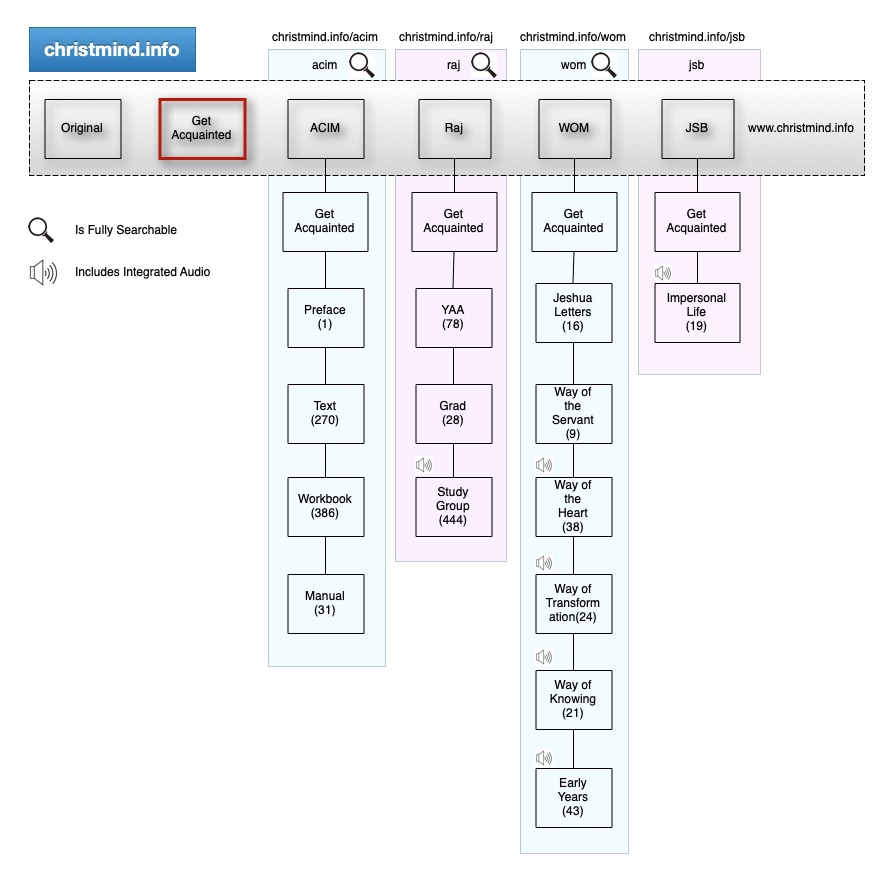 christmind.info
christmind.info/acim
christmind.info/raj
christmind.info/wom
christmind.info/jsb
acim
raj
wom
jsb
Original
Get
Acquainted
ACIM
Raj
WOM
JSB
www.christmind.info
Is Fully Searchable
Includes Integrated Audio
Get
Acquainted
Preface
(1)
Text
(270)
Workbook
(386)
Manual
(31)
Get
Acquainted
YAA
(78)
Grad
(28)
Study
Group
(444)
Get
Acquainted
Jeshua
Letters
(16)
Way of
the
Servant
(9)
Way of
the
Heart
(38)
Way of
Transform
ation(24)
Way of
Knowing
(21)
Early
Years
(43)
Get
Acquainted
Impersonal
Life
(19)